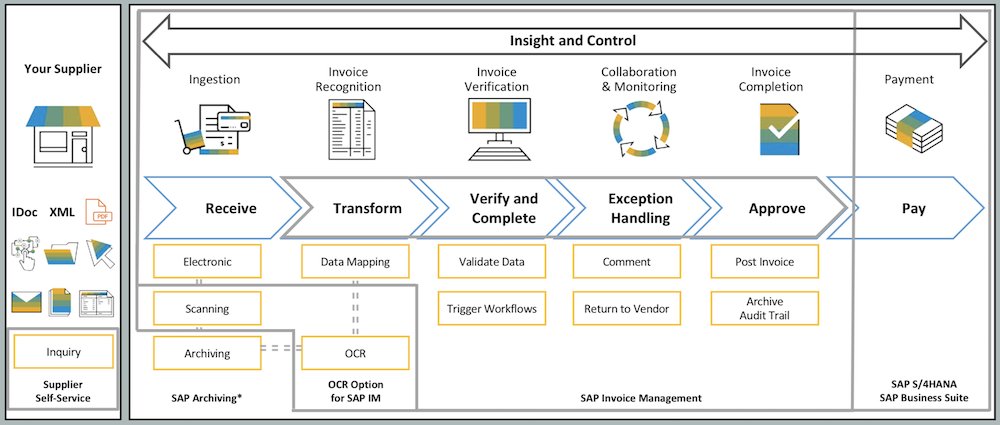 Your Supplier
IDoc
XML
PDF
Inquiry
Supplier
Self-Service
Insight and Control
Ingestion
Invoice
Recognition
Invoice
Verification
Collaboration
& Monitoring
Invoice
Completion
Payment
Receive
Transform
Verify and
Complete
Exception
Handling
Approve
Pay
Electronic
Data Mapping
Validate Data
Comment
Post Invoice
Scanning
Trigger Workflows
Return to Vendor
Archive
Audit Trail
Archiving
OCR
SAP Archiving*
OCR Option
for SAP IM
SAP Invoice Management
SAP S/4HANA
SAP Business Suite